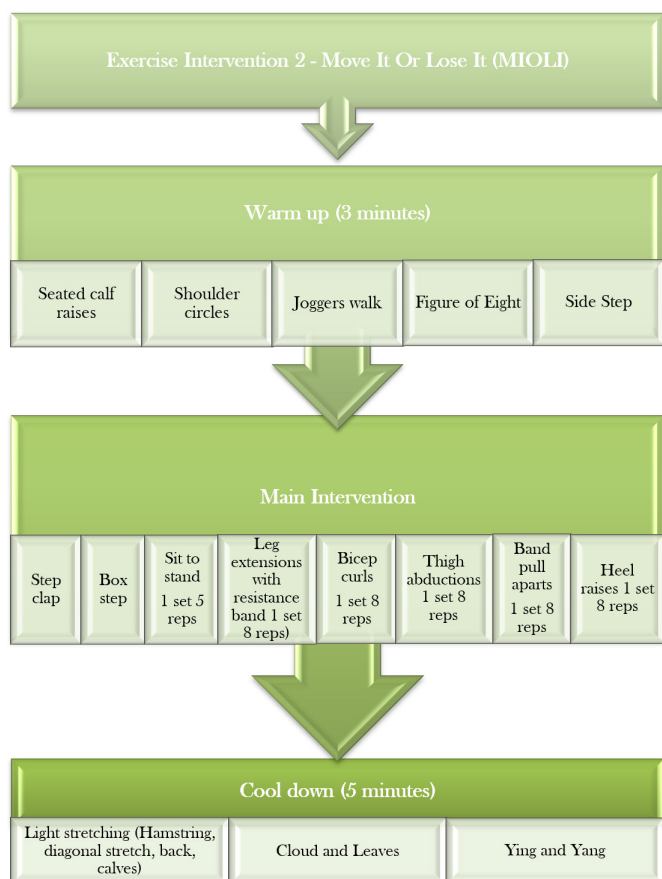 Exercise Intervention 2 - Move It Or Lose It (MIOLI)
Warm up (3 minutes)
Seated calf
raises
Shoulder
circles
Joggers walk
Figure of Eight
Side Step
Main Intervention
Step
clap
Box
step
Sit to
stand
1 set 5
reps
Leg
extensions
with
resistance
band 1 set
8 reps)
Bicep
curls
1 set 8
reps
Thigh
abductions
1 set 8
reps
Band
pull
aparts
1 set 8
reps
Heel
raises 1 set
8 reps
Cool down (5 minutes)
Light stretching (Hamstring,
diagonal stretch, back,
calves)
Cloud and Leaves
Ying and Yang